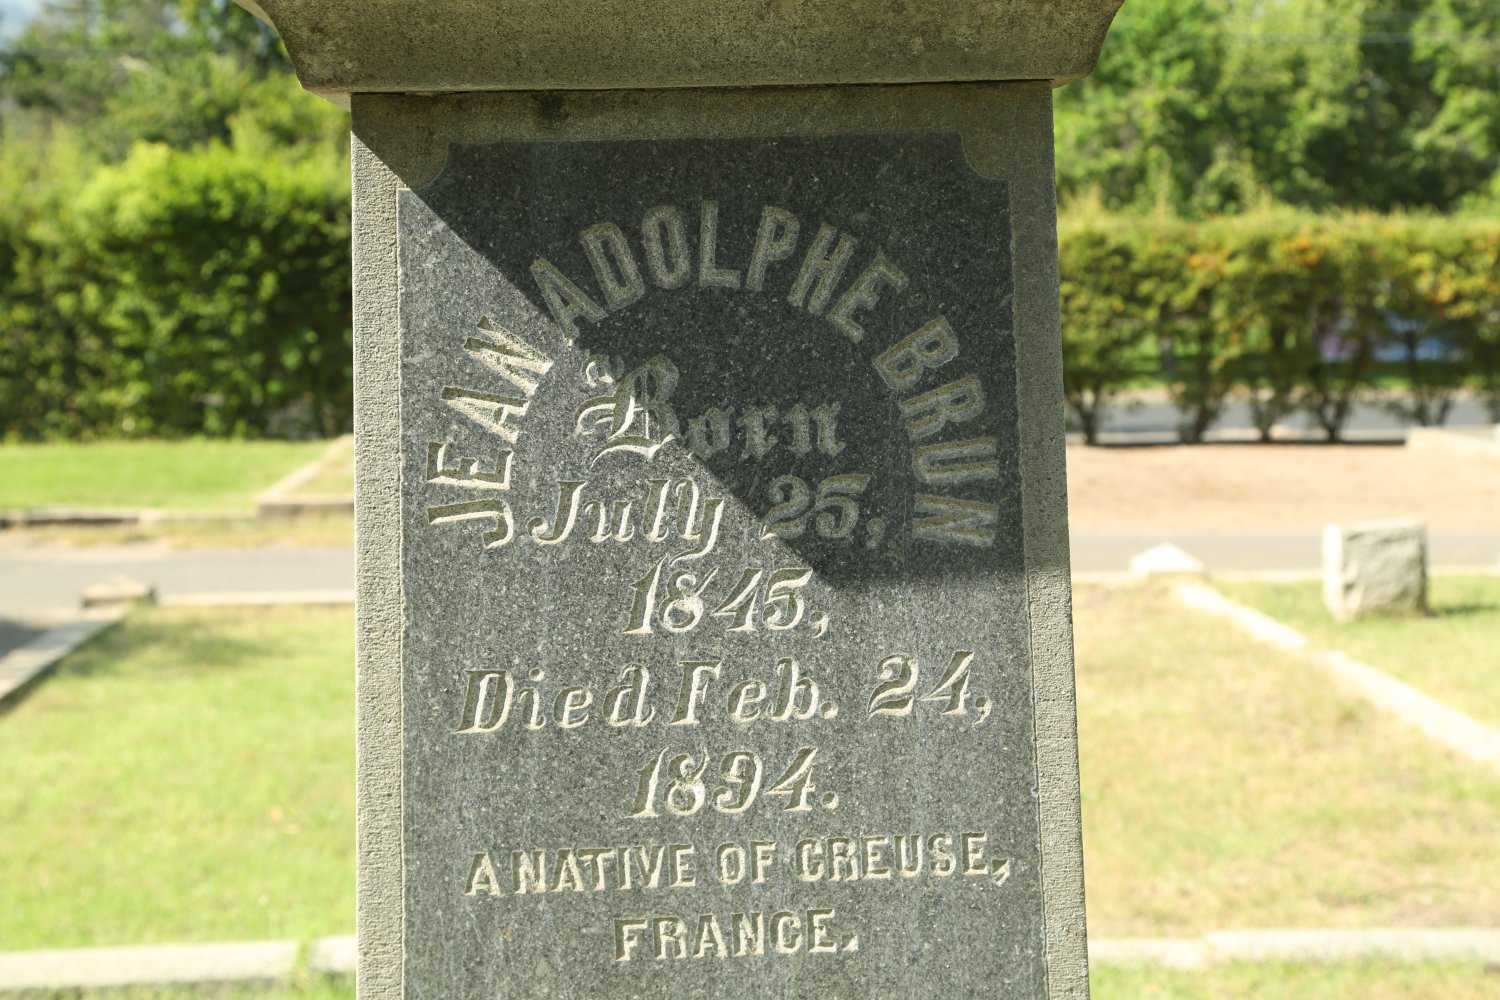 JEAN ADOLPHE BRUN
Born
July 25,
1845,
Died Feb. 24,
1894.
A NATIVE OF CREUSE,
FRANCE.